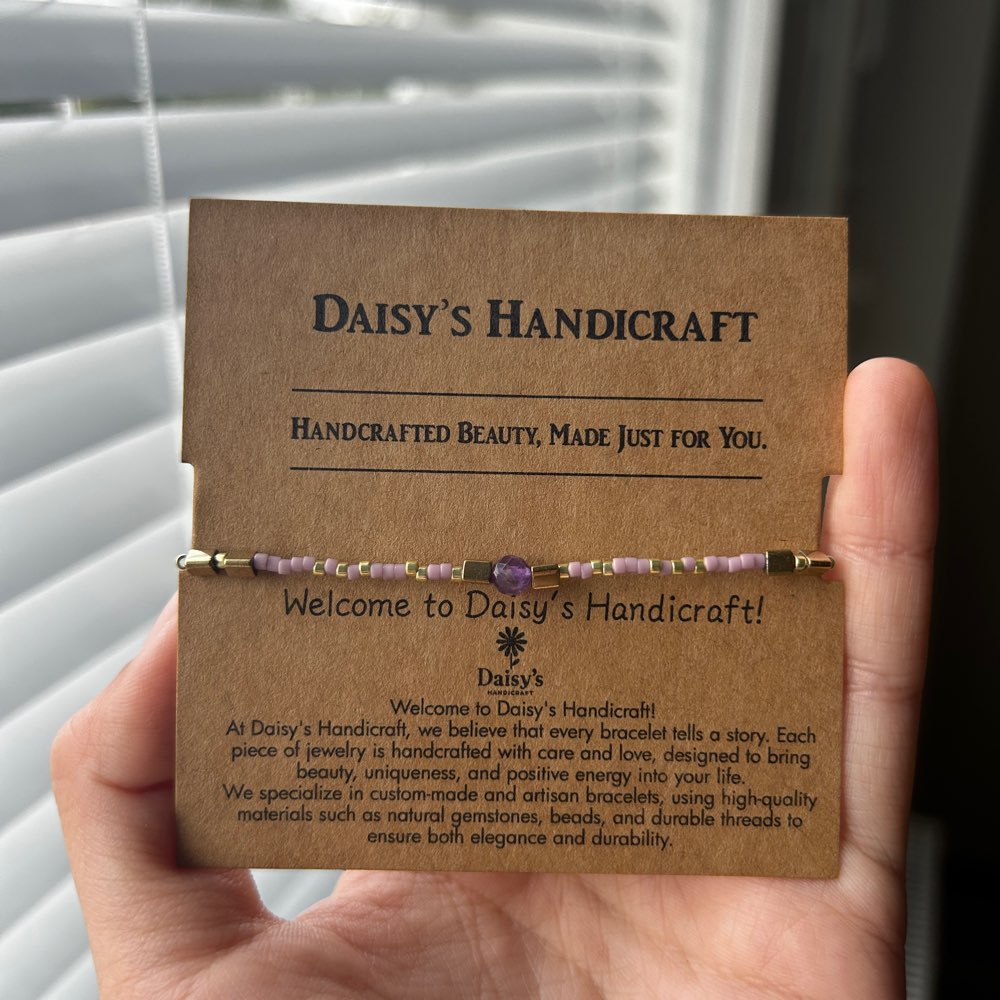 DAISY'S HANDICRAFT
HANDCRAFTED BEAUTY, MADE JUST FOR YOU.
Welcome to Daisy's Handicraft!
Daisy's
HANDICRAFT
Welcome to Daisy's Handicraft!
At Daisy's Handicraft, we believe that every bracelet tells a story. Each
piece of jewelry is handcrafted with care and love, designed to bring
beauty, uniqueness, and positive energy into your life.
We specialize in custom-made and artisan bracelets, using high-quality
materials such as natural gemstones, beads, and durable threads to
ensure both elegance and durability.